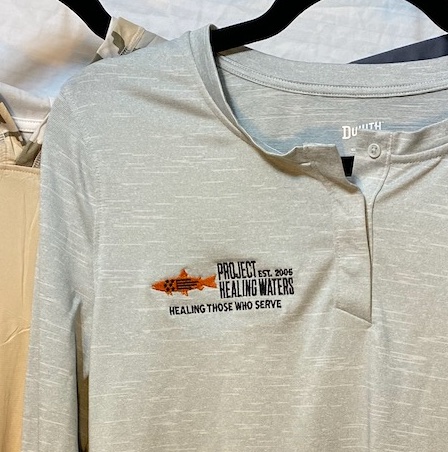 DULUTH
PROJECT EST. 2005
HEALING WATERS
HEALING THOSE WHO SERVE